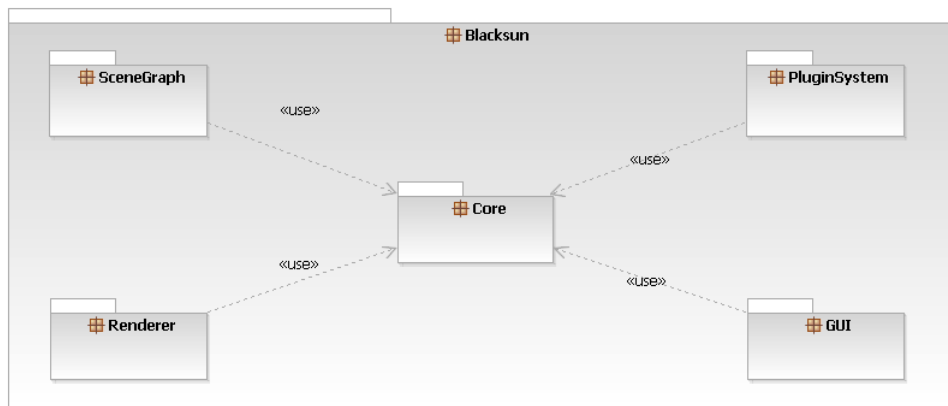 Blacksun
SceneGraph
PluginSystem
«use»
«use»
Core
«use»
«use»
Renderer
GUI